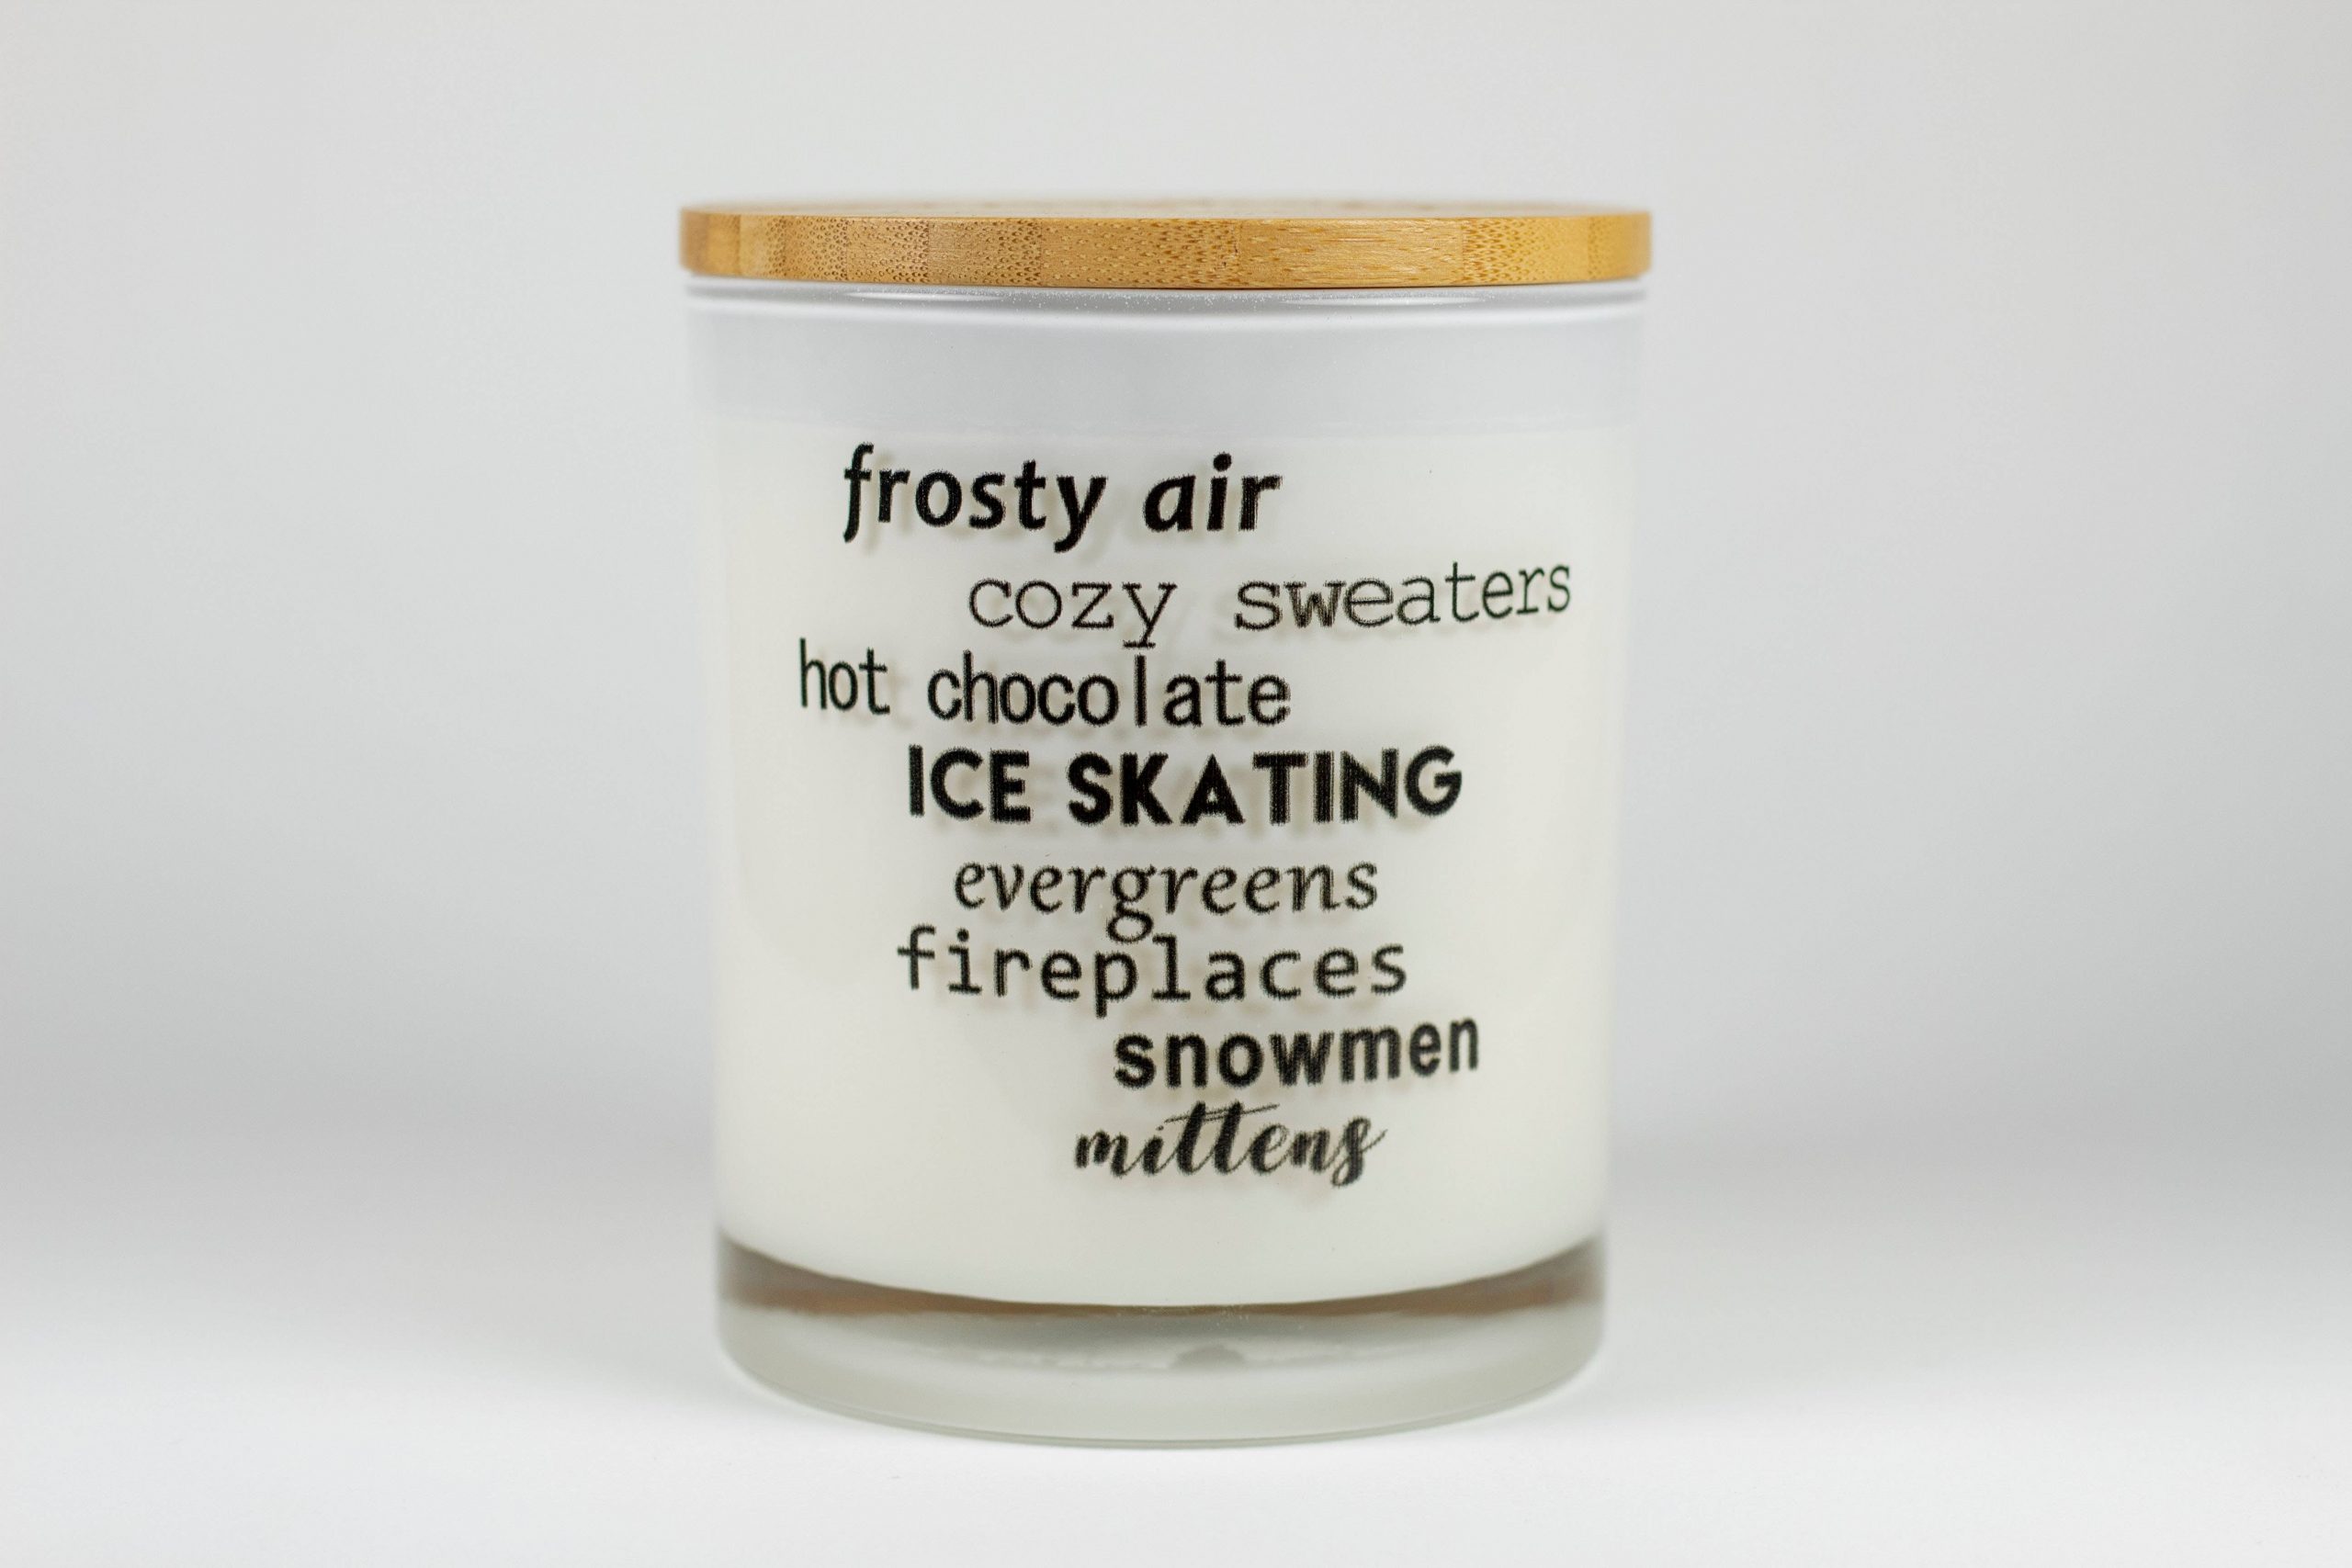 frosty air
cozy sweaters
hot chocolate
ICE SKATING
evergreens
fireplaces
snowmen
mittens